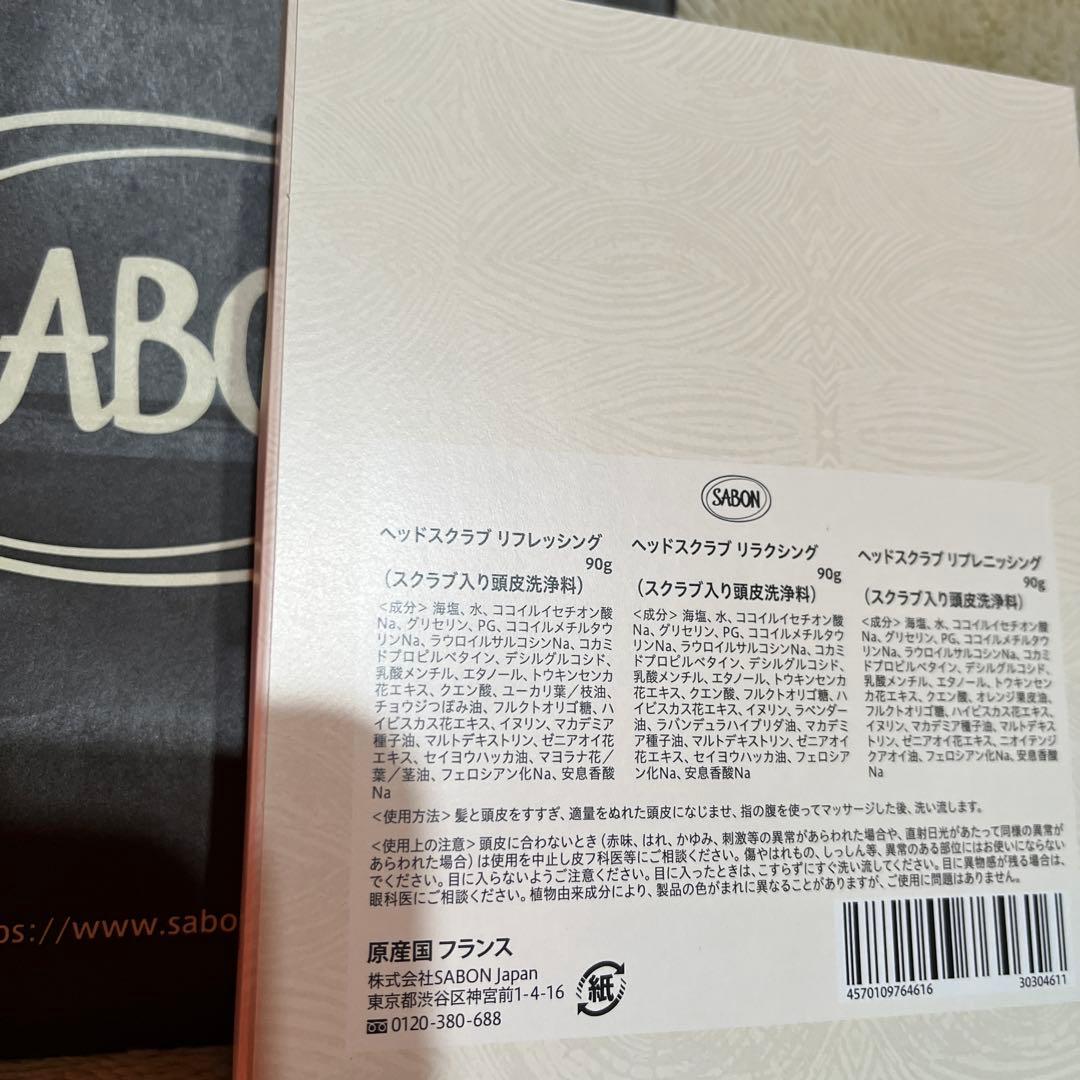 ABO
ps://www.sabo
SABON
ヘッドスクラブ リフレッシング
90g
(スクラブ入り頭皮洗浄料)
<成分> 海塩、水、ココイルイセチオン酸
Na、グリセリン、PG、ココイルメチルタウ
リンNa、ラウロイルサルコシンNa、コカミ
ドプロピルベタイン、デシルグルコシド、
乳酸メンチル、エタノール、トウキンセンカ
花エキス、クエン酸、ユーカリ葉/枝油、
チョウジつぼみ油、フルクトオリゴ糖、ハ
イビスカス花エキス、イヌリン、マカデミア
種子油、マルトデキストリン、ゼニアオイ花
エキス、セイヨウハッカ油、マヨラナ花/
葉/茎油、フェロシアン化Na、安息香酸
Na
ヘッドスクラブ リラクシング
90g
(スクラブ入り頭皮洗浄料)
<成分> 海塩、水、ココイルイセチオン酸
Na、グリセリン、PG、ココイルメチルタウ
リンNa、ラウロイルサルコシンNa、コカミ
ドプロピルベタイン、デシルグルコシド、
乳酸メンチル、エタノール、トウキンセンカ
花エキス、クエン酸、フルクトオリゴ糖、ハ
イビスカス花エキス、イヌリン、ラベンダー
油、ラバンデュラハイブリダ油、マカデミ
ア種子油、マルトデキストリン、ゼニアオイ
花エキス、セイヨウハッカ油、フェロシア
ン化Na、安息香酸Na
ヘッドスクラブ リプレニッシング
90g
(スクラブ入り頭皮洗浄料)
<成分> 海塩、水、ココイルイセチオン酸
Na、グリセリン、PG、ココイルメチルタウ
リンNa、ラウロイルサルコシンNa、コカミ
ドプロピルベタイン、デシルグルコシド、
乳酸メンチル、エタノール、トウキンセン
カ花エキス、クエン酸、オレンジ果皮油、
フルクトオリゴ糖、ハイビスカス花エキス、
イヌリン、マカデミア種子油、マルトデキス
トリン、ゼニアオイ花エキス、ニオイテンジ
クアオイ油、フェロシアン化Na、安息香酸
Na
<使用方法> 髪と頭皮をすすぎ、適量をぬれた頭皮になじませ、指の腹を使ってマッサージした後、洗い流します。
<使用上の注意> 頭皮に合わないとき (赤味、はれ、かゆみ、刺激等の異常があらわれた場合や、直射日光があたって同様の異常が
あらわれた場合) は使用を中止し皮フ科医等にご相談ください。傷やはれもの、しっしん等、異常のある部位にはお使いにならない
でください。目に入らないようご注意ください。目に入ったときは、こすらずにすぐ洗い流してください。目に異物感が残る場合は、
眼科医にご相談ください。植物由来成分により、製品の色がまれに異なることがありますが、ご使用に問題はありません。
原産国 フランス
株式会社SABON Japan
東京都渋谷区神宮前1-4-16
0120-380-688
紙
4570109764616
30304611